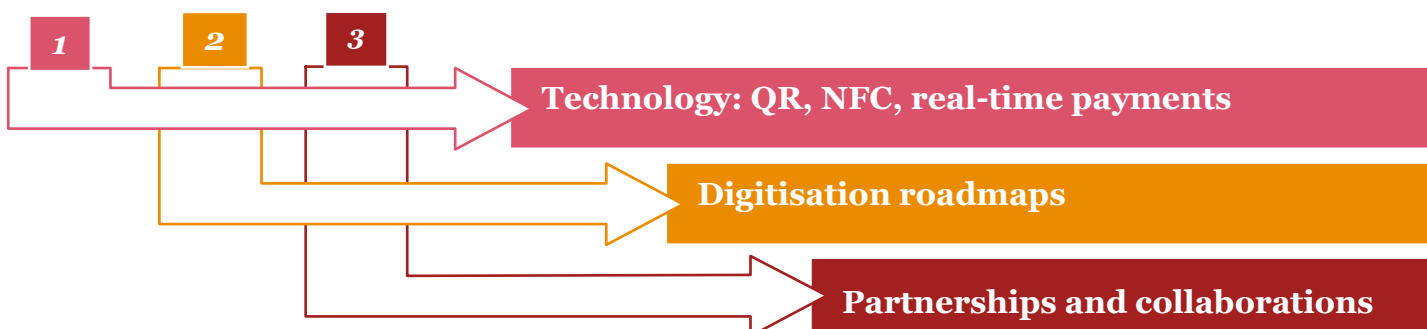 1
2
3
Technology: QR, NFC, real-time payments
Digitisation roadmaps
Partnerships and collaborations